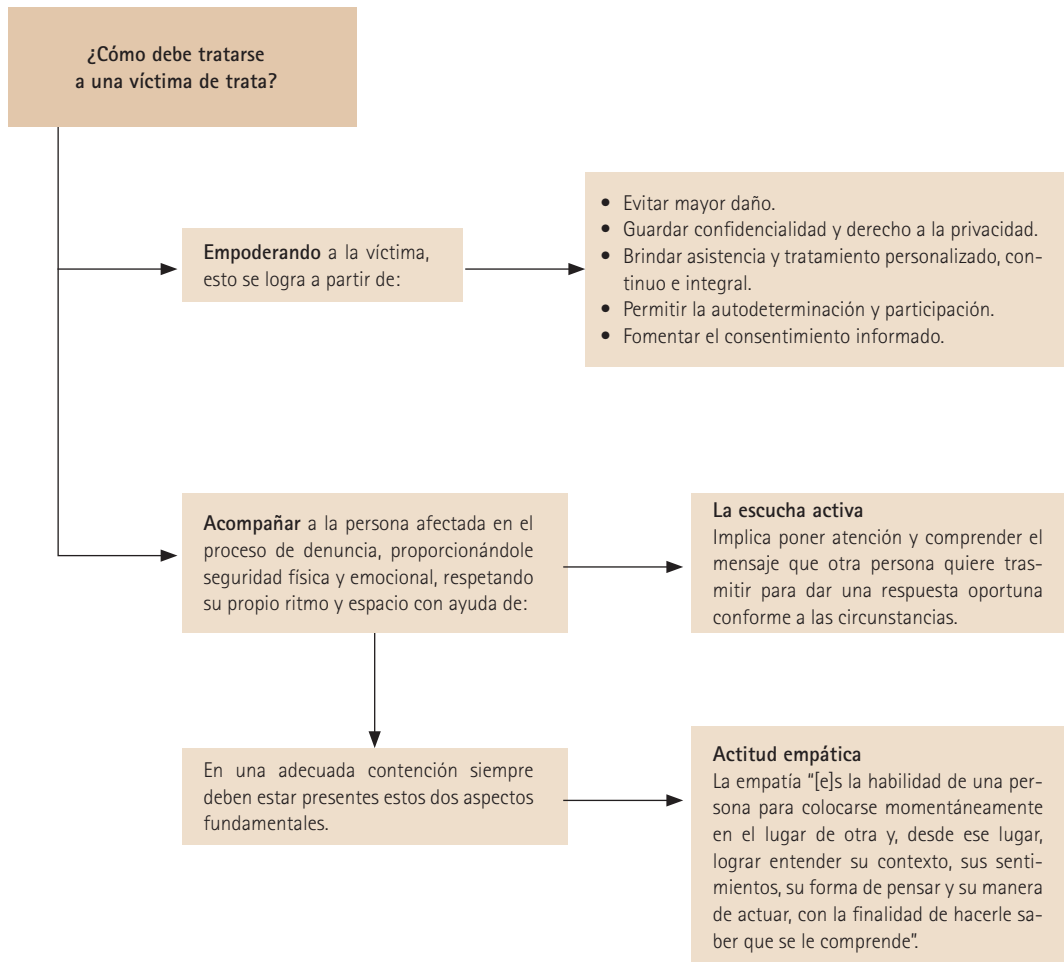 ¿Cómo debe tratarse
a una víctima de trata?
Empoderando a la víctima,
esto se logra a partir de:
• Evitar mayor daño.
• Guardar confidencialidad y derecho a la privacidad.
• Brindar asistencia y tratamiento personalizado, con-
tinuo e integral.
• Permitir la autodeterminación y participación.
• Fomentar el consentimiento informado.
Acompañar a la persona afectada en el
proceso de denuncia, proporcionándole
seguridad física y emocional, respetando
su propio ritmo y espacio con ayuda de:
La escucha activa
Implica poner atención y comprender el
mensaje que otra persona quiere tras-
mitir para dar una respuesta oportuna
conforme a las circunstancias.
En una adecuada contención siempre
deben estar presentes estos dos aspectos
fundamentales.
Actitud empática
La empatía "[e]s la habilidad de una per-
sona para colocarse momentáneamente
en el lugar de otra y, desde ese lugar,
lograr entender su contexto, sus senti-
mientos, su forma de pensar y su manera
de actuar, con la finalidad de hacerle sa-
ber que se le comprende".